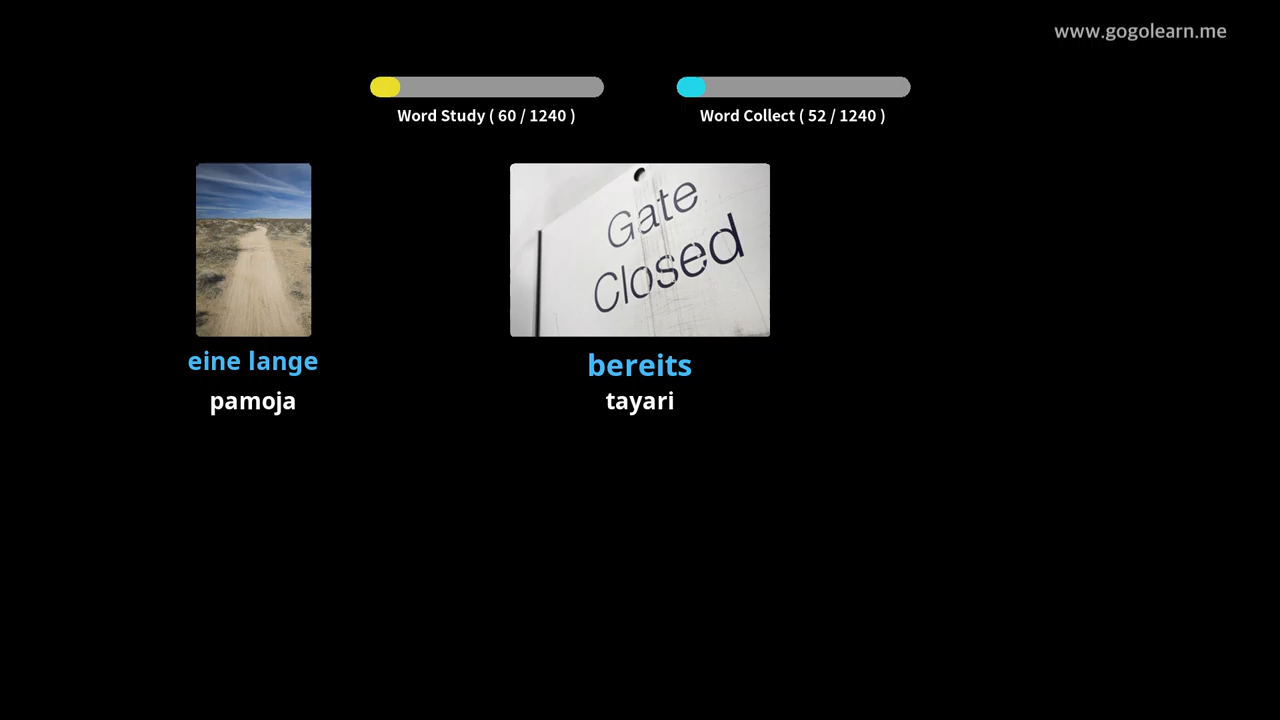 www.gogolearn.me
Word Study ( 60 / 1240 )
Word Collect ( 52 / 1240 )
Gate
Closed
eine lange
pamoja
bereits
tayari